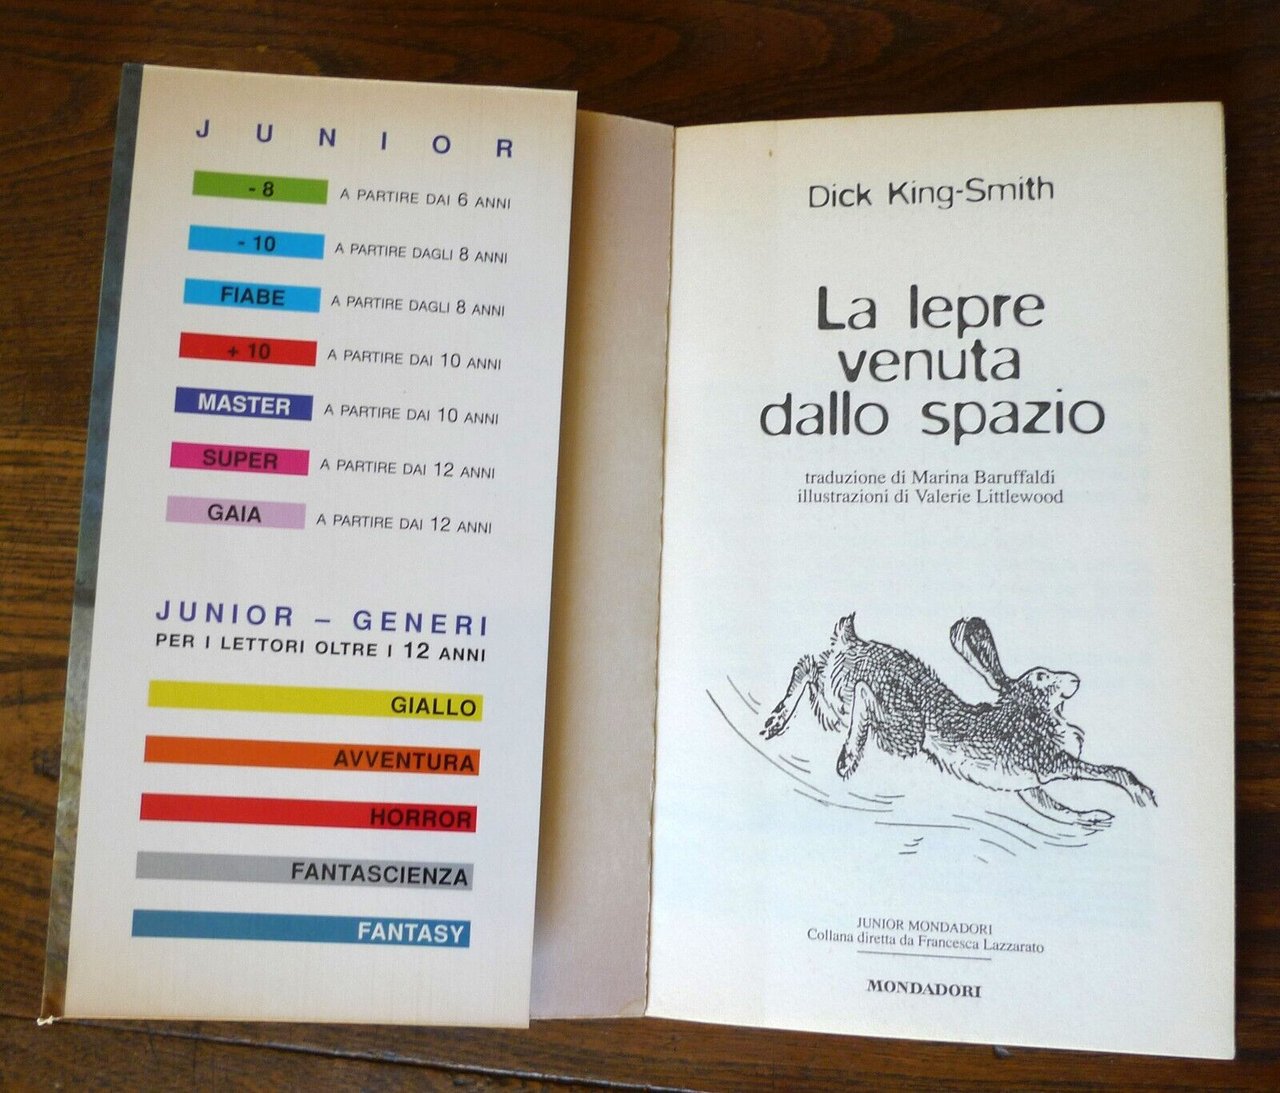 JUNIOR
- 8 A PARTIRE DAI 6 ANNI
- 10 A PARTIRE DAGLI 8 ANNI
FIABE A PARTIRE DAGLI 8 ANNI
+ 10 A PARTIRE DAI 10 ANNI
MASTER A PARTIRE DAI 10 ANNI
SUPER A PARTIRE DAI 12 ANNI
GAIA A PARTIRE DAI 12 ANNI
JUNIOR – GENERI
PER I LETTORI OLTRE I 12 ANNI
GIALLO
AVVENTURA
HORROR
FANTASCIENZA
FANTASY
Dick King-Smith
La lepre
venuta
dallo spazio
traduzione di Marina Baruffaldi
illustrazioni di Valerie Littlewood
JUNIOR MONDADORI
Collana diretta da Francesca Lazzarato
MONDADORI